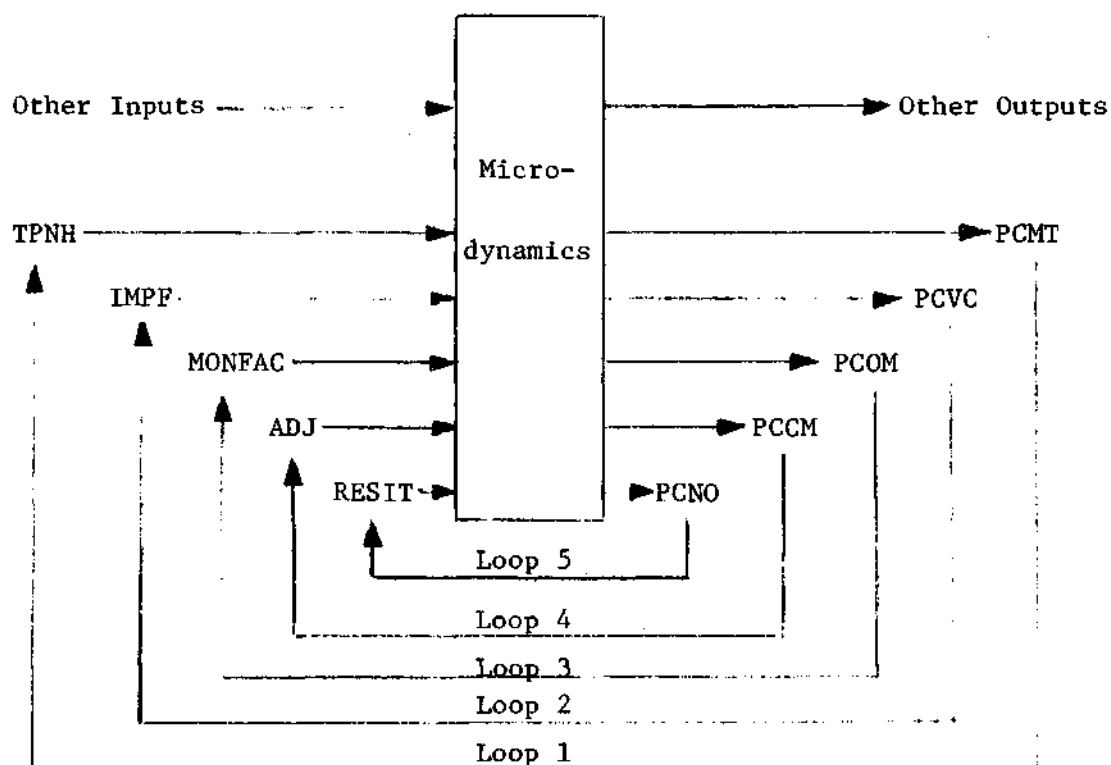 Other Inputs
Other Outputs
Micro-
dynamics
TPNH
PCMT
IMPF
PCVC
MONFAC
PCOM
ADJ
PCCM
RESIT
PCNO
Loop 5
Loop 4
Loop 3
Loop 2
Loop 1